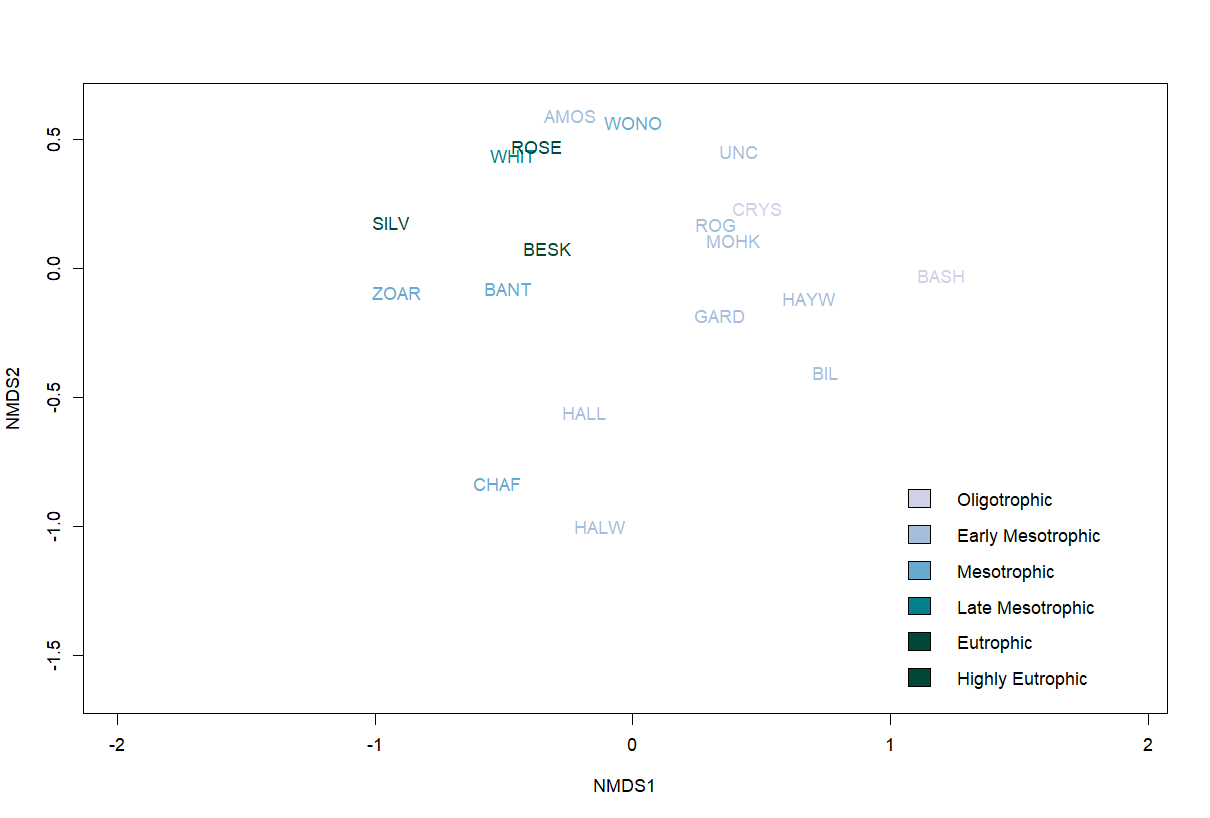 AMOS
WONO
ROSE
WHIT
UNC
CRYS
SILV
ROG
MOHK
BESK
BASH
ZOAR
BANT
HAYW
GARD
BIL
HALL
CHAF
HALW
Oligotrophic
Early Mesotrophic
Mesotrophic
Late Mesotrophic
Eutrophic
Highly Eutrophic
0.5
0.0
-0.5
-1.0
-1.5
NMDS2
-2 -1 0 1 2
NMDS1